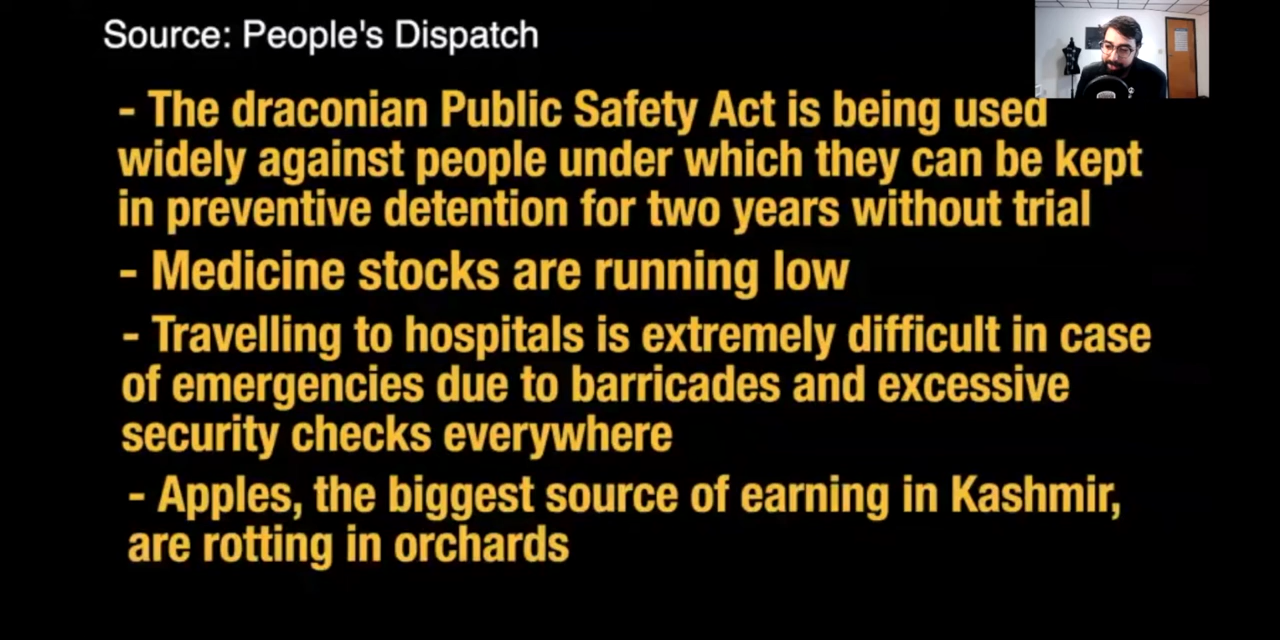 Source: People's Dispatch
- The draconian Public Safety Act is being used
widely against people under which they can be kept
in preventive detention for two years without trial
- Medicine stocks are running low
- Travelling to hospitals is extremely difficult in case
of emergencies due to barricades and excessive
security checks everywhere
- Apples, the biggest source of earning in Kashmir,
are rotting in orchards